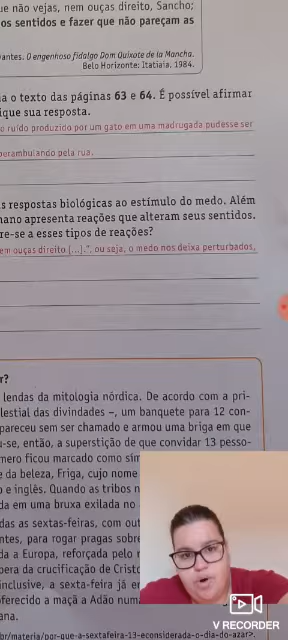 ue não vejas, nem ouças direito, Sancho;
os sentidos e fazer que não pareçam as
antes. O engenhoso fidalgo Dom Quixote de la Mancha.
Belo Horizonte: Itatiaia, 1984.
ia o texto das páginas 63 e 64. É possível afirmar
ique sua resposta.
o ruído produzido por um gato em uma madrugada pudesse ser
perambulando pela rua.
s respostas biológicas ao estímulo do medo. Além
mano apresenta reações que alteram seus sentidos.
re-se a esses tipos de reações?
em ouças direito [...].", ou seja, o medo nos deixa perturbados,
r?
lendas da mitologia nórdica. De acordo com a pri-
lestial das divindades –, um banquete para 12 con-
pareceu sem ser chamado e armou uma briga em que
u-se, então, a superstição de que convidar 13 pesso-
mero ficou marcado como sím
e da beleza, Friga, cujo nome
o e inglês. Quando as tribos n
da em uma bruxa exilada no
das as sextas-feiras, com out
ntes, para rogar pragas sobre
da a Europa, reforçada pelo r
pera da crucificação de Cristo
inclusive, a sexta-feira já er
oferecido a maçã a Adão num
ana.
br/materia/por-que-a-sextafeira-13-econsiderada-o-dia-do-azar>.
V RECORDER